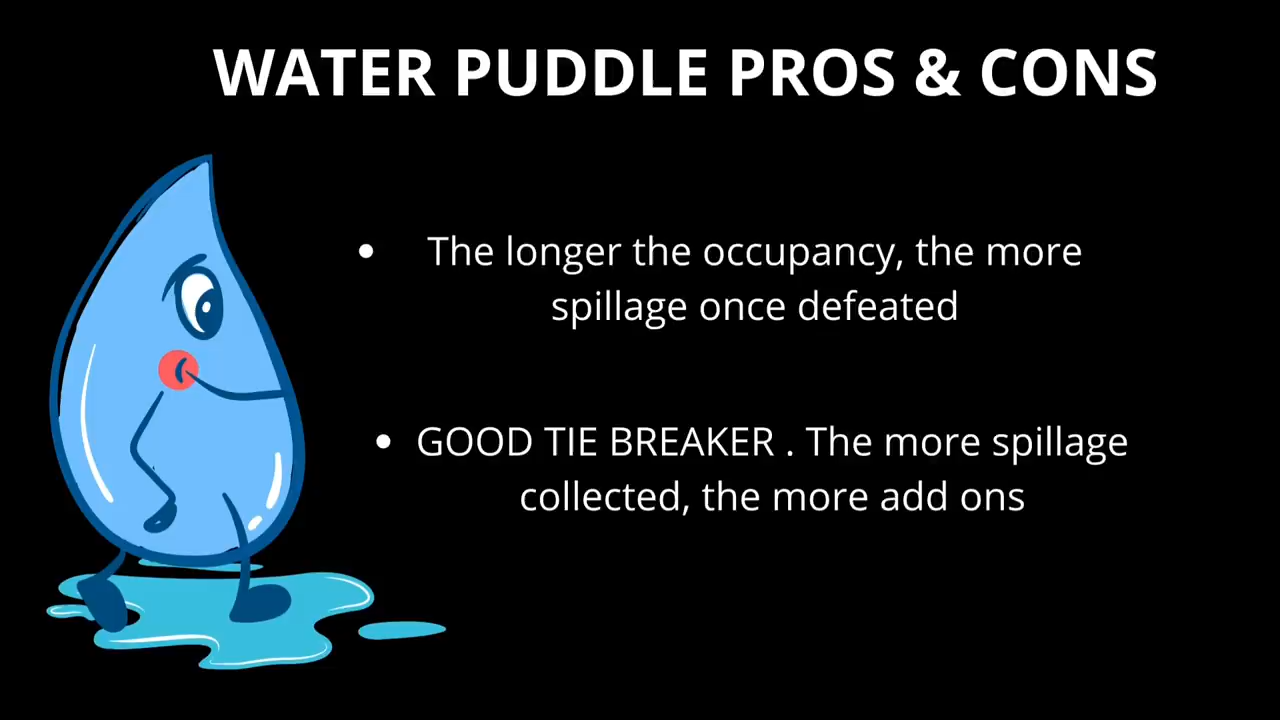 WATER PUDDLE PROS & CONS
• The longer the occupancy, the more
spillage once defeated
• GOOD TIE BREAKER . The more spillage
collected, the more add ons